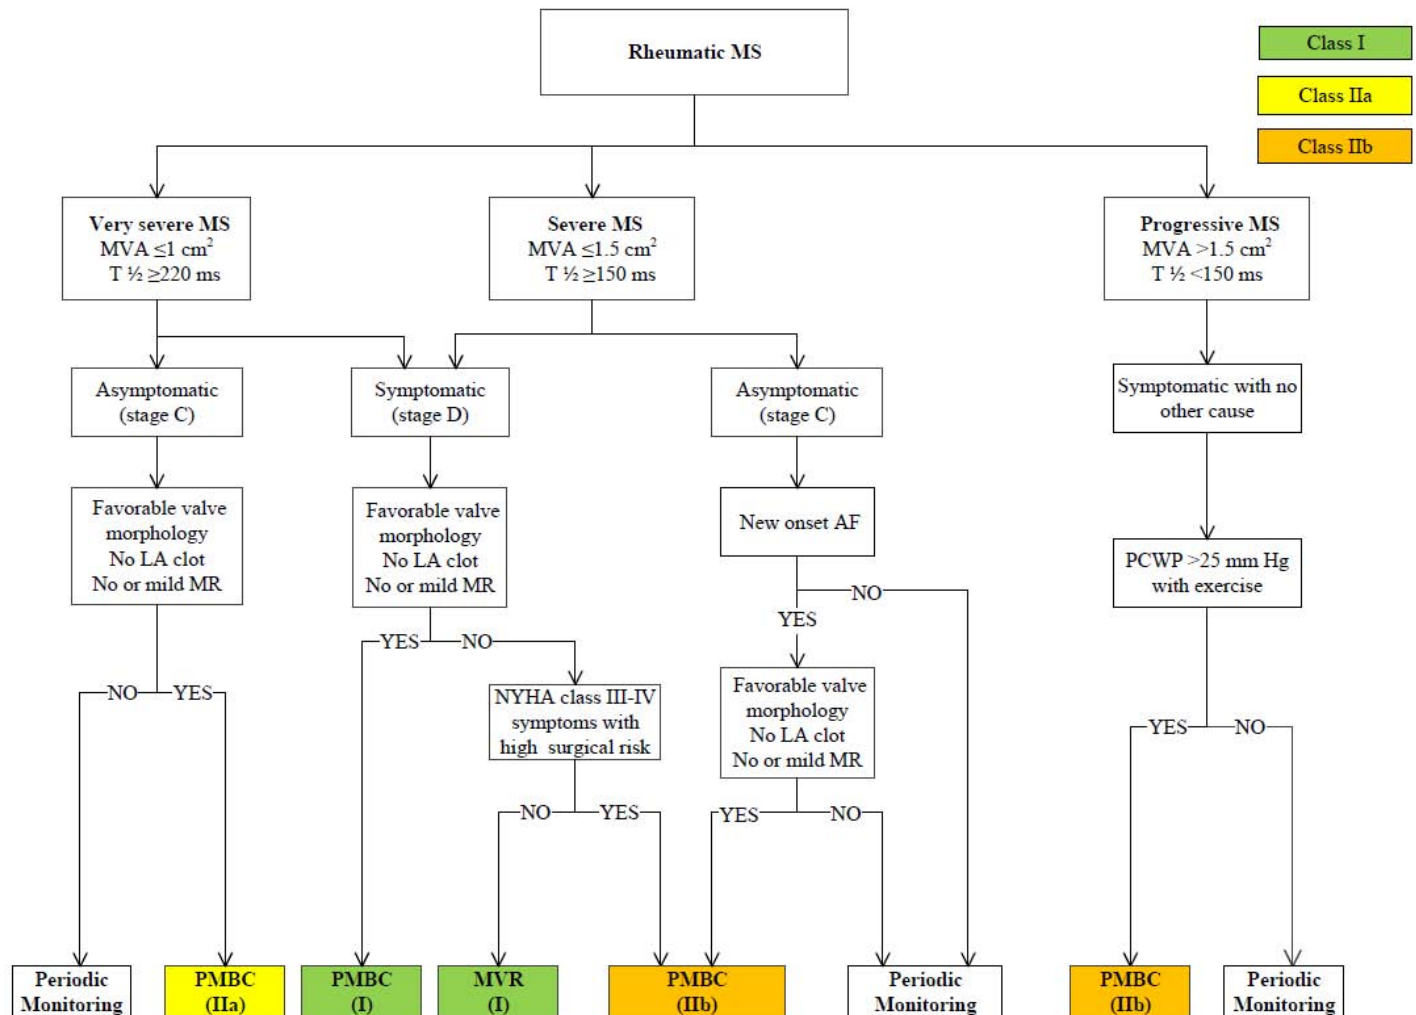 Rheumatic MS
Class I
Class IIa
Class IIb
Very severe MS
MVA ≤1 cm²
T ½ ≥220 ms
Severe MS
MVA ≤1.5 cm²
T ½ ≥150 ms
Progressive MS
MVA >1.5 cm²
T ½ <150 ms
Asymptomatic
(stage C)
Symptomatic
(stage D)
Asymptomatic
(stage C)
Symptomatic with no
other cause
Favorable valve
morphology
No LA clot
No or mild MR
Favorable valve
morphology
No LA clot
No or mild MR
New onset AF
PCWP >25 mm Hg
with exercise
NO
YES
YES
NO
NYHA class III-IV
symptoms with
high surgical risk
Favorable valve
morphology
No LA clot
No or mild MR
NO
YES
YES
NO
NO
YES
YES
NO
Periodic
Monitoring
PMBC
(IIa)
PMBC
(I)
MVR
(I)
PMBC
(IIb)
Periodic
Monitoring
PMBC
(IIb)
Periodic
Monitoring